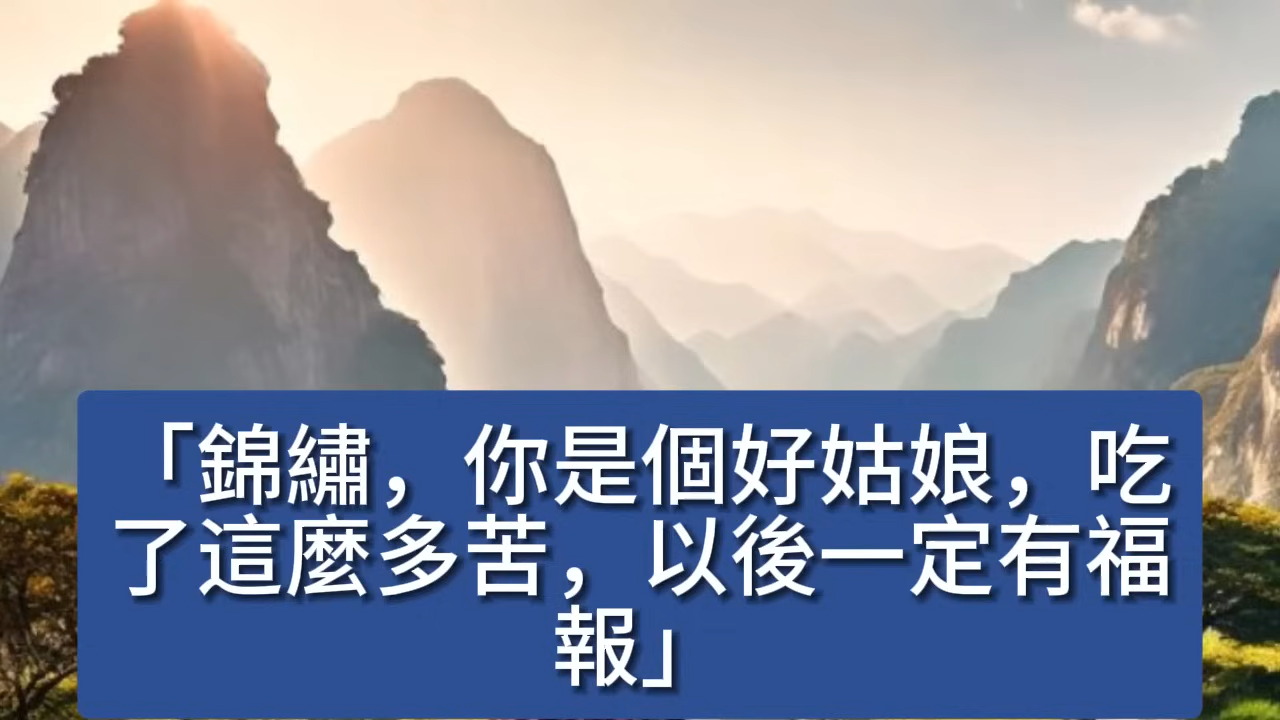 「錦繡，你是個好姑娘，吃
了這麼多苦，以後一定有福
報」